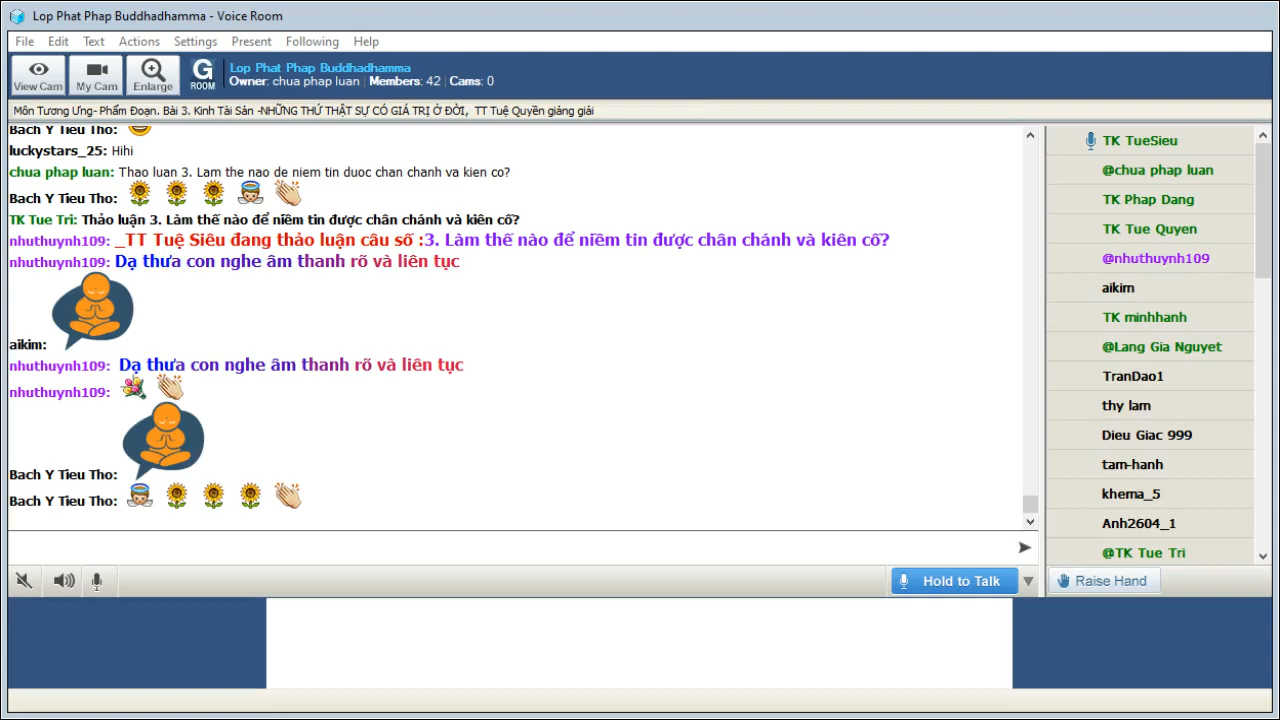 Lop Phat Phap Buddhadhamma - Voice Room
File Edit Text Actions Settings Present Following Help
View Cam
My Cam
Enlarge
G ROOM
Lop Phat Phap Buddhadhamma
Owner: chua phap luan | Members: 42 | Cams: 0
Môn Tương Ưng- Phẩm Đoạn. Bài 3. Kinh Tài Sản -NHỮNG THỨ THẬT SỰ CÓ GIÁ TRỊ Ở ĐỜI,  TT Tuệ Quyền giảng giải
Bach Y Tieu Tho:
luckystars_25: Hihi
chua phap luan: Thao luan 3. Lam the nao de niem tin duoc chan chanh va kien co?
Bach Y Tieu Tho:
TK Tue Tri: Thảo luận 3. Làm thế nào để niềm tin được chân chánh và kiên cố?
nhuthuynh109: _TT Tuệ Siêu đang thảo luận câu số :3. Làm thế nào để niềm tin được chân chánh và kiên cố?
nhuthuynh109: Dạ thưa con nghe âm thanh rõ và liên tục
aikim:
nhuthuynh109: Dạ thưa con nghe âm thanh rõ và liên tục
nhuthuynh109:
Bach Y Tieu Tho:
Bach Y Tieu Tho:
TK TueSieu
@chua phap luan
TK Phap Dang
TK Tue Quyen
@nhuthuynh109
aikim
TK minhhanh
@Lang Gia Nguyet
TranDao1
thy lam
Dieu Giac 999
tam-hanh
khema_5
Anh2604_1
@TK Tue Tri
Hold to Talk
Raise Hand